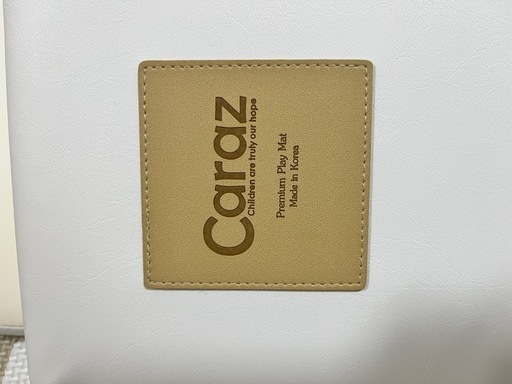 Caraz
Children are truly our hope
Premium Play Mat
Made in Korea